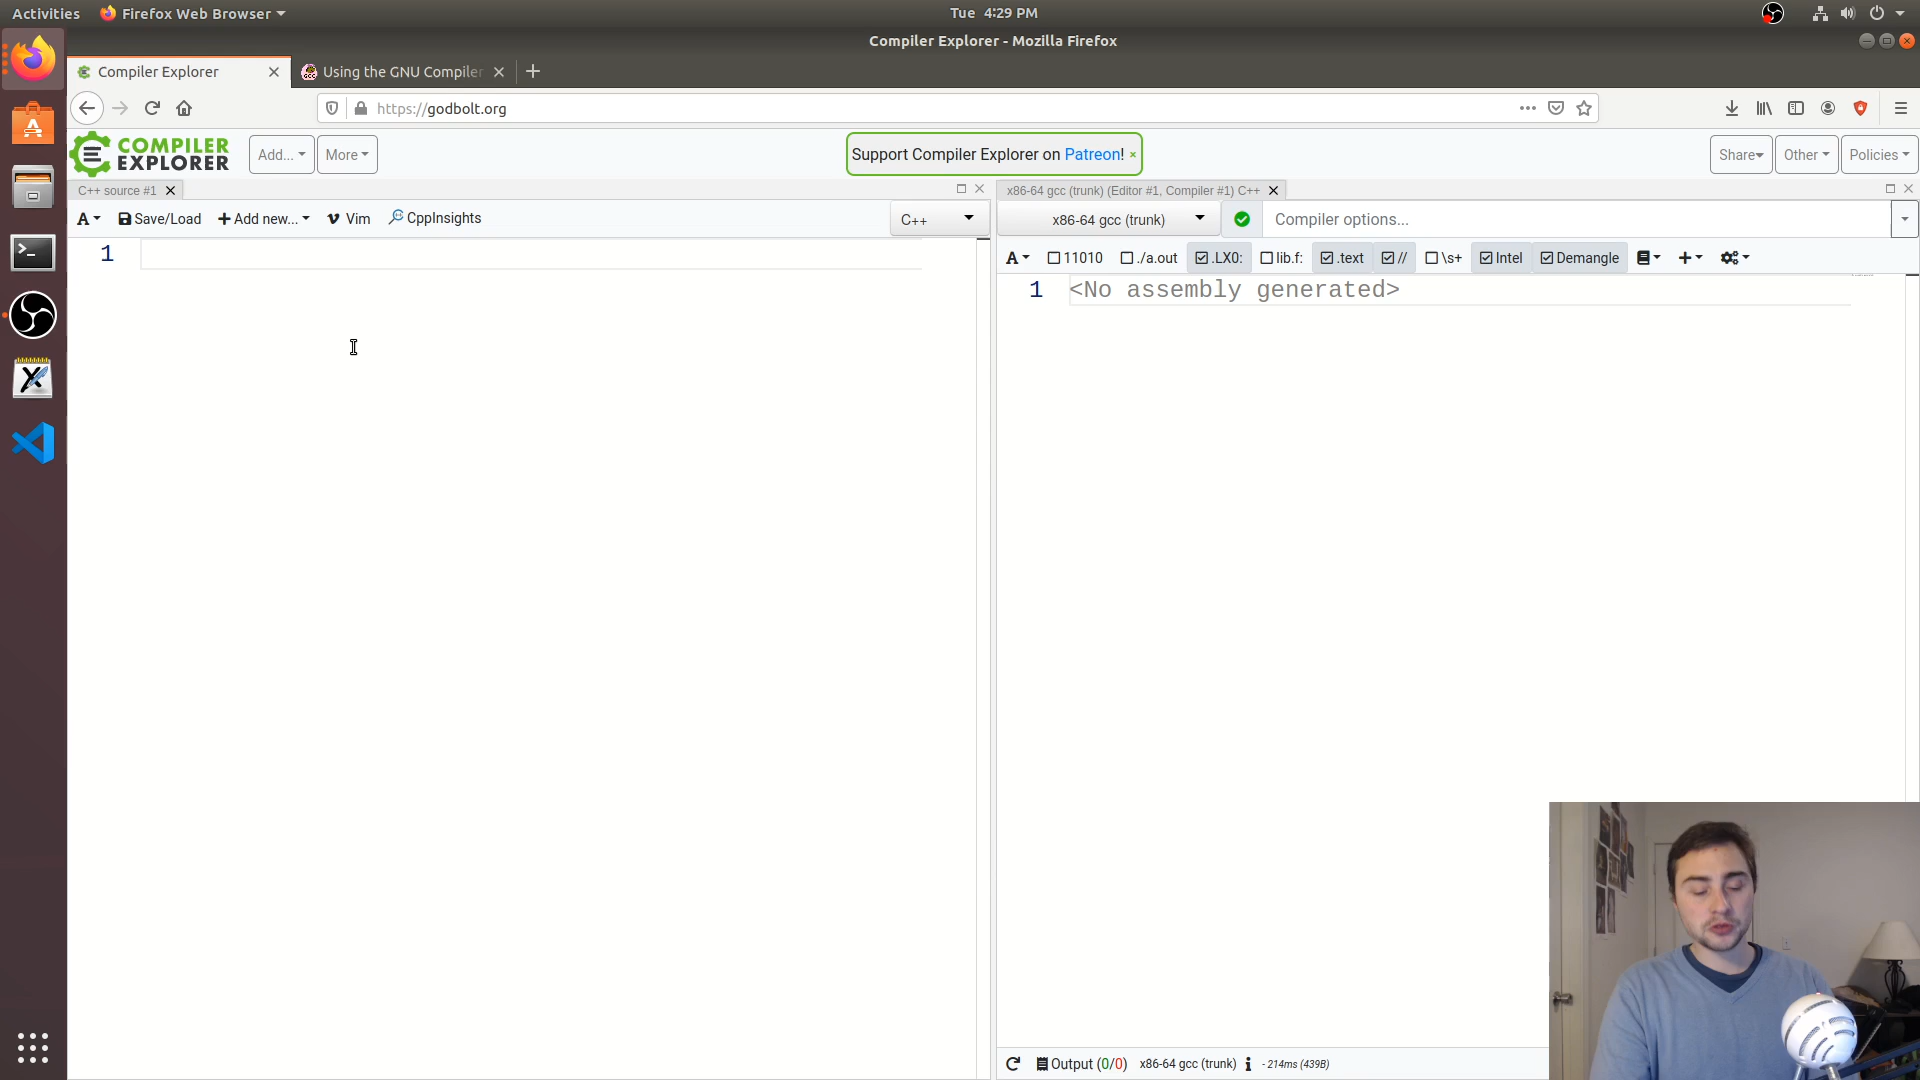 Activities
Firefox Web Browser
Tue 4:29 PM
Compiler Explorer - Mozilla Firefox
Compiler Explorer
Using the GNU Compiler
https://godbolt.org
COMPILER
EXPLORER
Add...
More
Support Compiler Explorer on Patreon! ×
Share
Other
Policies
C++ source #1
x86-64 gcc (trunk) (Editor #1, Compiler #1) C++
A
Save/Load
+ Add new...
Vim
CppInsights
C++
x86-64 gcc (trunk)
Compiler options...
A
11010
./a.out
.LX0:
lib.f:
.text
//
\s+
Intel
Demangle
1
1 <No assembly generated>
Output (0/0)
x86-64 gcc (trunk)
- 214ms (439B)